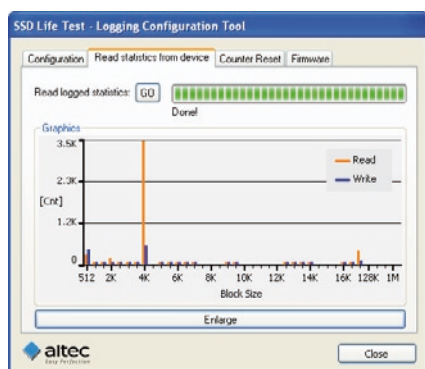 SSD Life Test - Logging Configuration Tool
Configuration Read statistics from device Counter Reset Firmware
Read logged statistics: GO
Done!
Graphics
3.5K
2.3K
[Cnt]
1.2K
0
Read
Write
512 2K 4K 6K 8K 10K 12K 14K 16K 128K 1M
Block Size
Enlarge
altec
Easy Perfection
Close